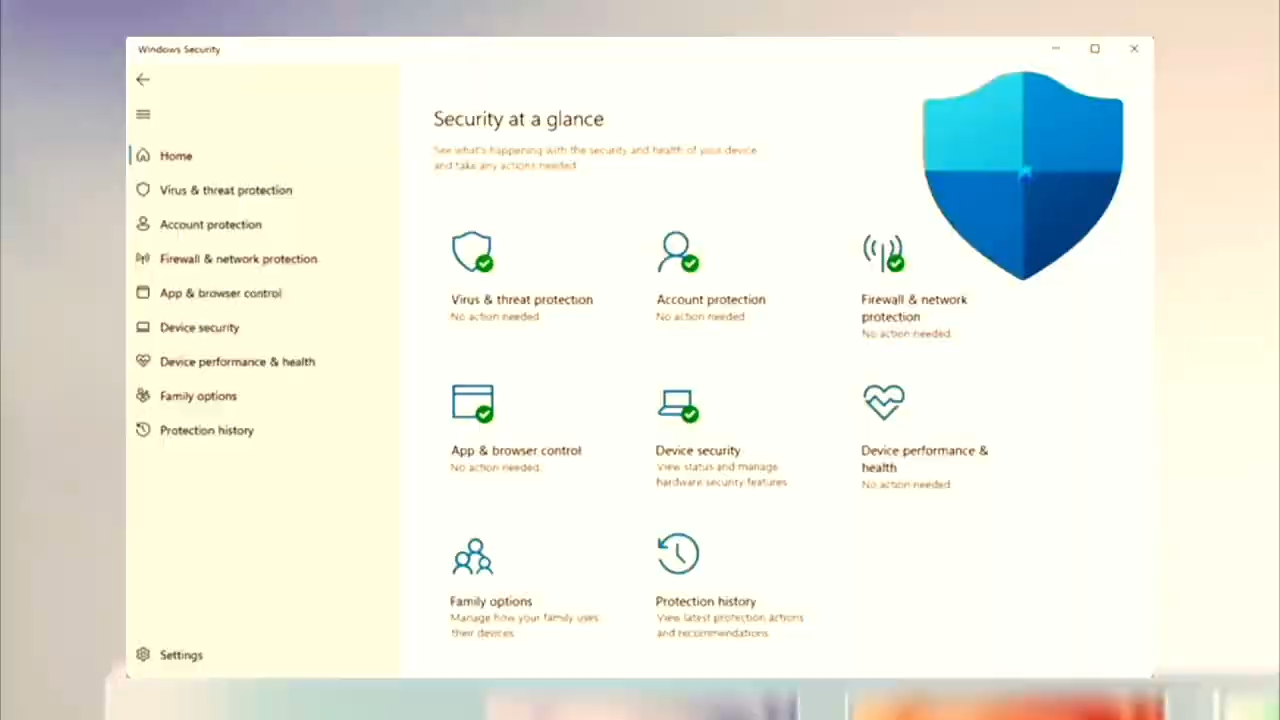 Windows Security
Home
Virus & threat protection
Account protection
Firewall & network protection
App & browser control
Device security
Device performance & health
Family options
Protection history
Settings
Security at a glance
See what's happening with the security and health of your device
and take any actions needed.
Virus & threat protection
No action needed.
Account protection
No action needed.
Firewall & network
protection
No action needed.
App & browser control
No action needed.
Device security
View status and manage
hardware security features
Device performance &
health
No action needed.
Family options
Manage how your family uses
their devices.
Protection history
View latest protection actions
and recommendations.